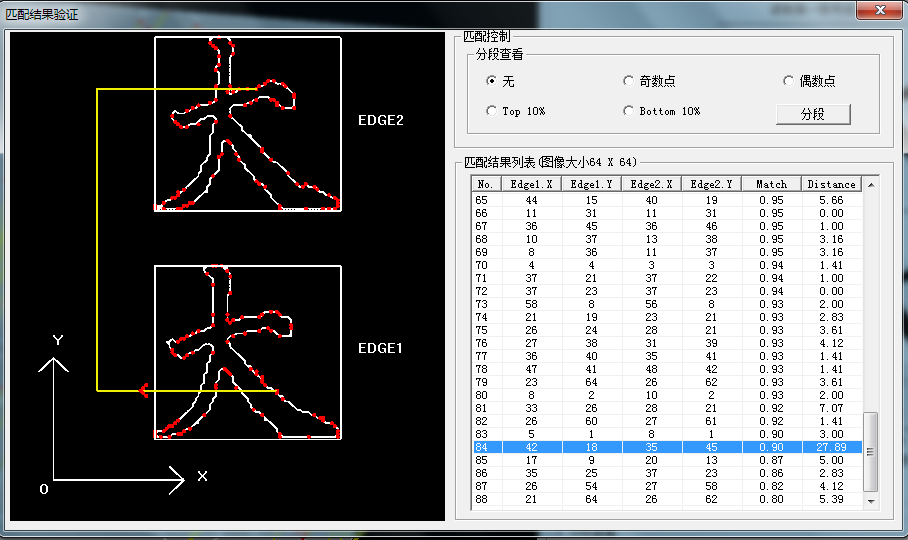 匹配结果验证
EDGE2
EDGE1
Y
X
0
匹配控制
分段查看
无
奇数点
偶数点
Top 10%
Bottom 10%
分段
匹配结果列表(图像大小64 X 64)
No. Edge1.X Edge1.Y Edge2.X Edge2.Y Match Distance
65 44 15 40 19 0.95 5.66
66 11 31 11 31 0.95 0.00
67 36 45 36 46 0.95 1.00
68 10 37 13 38 0.95 3.16
69 8 36 11 37 0.95 3.16
70 4 4 3 3 0.94 1.41
71 37 21 37 22 0.94 1.00
72 37 23 37 23 0.94 0.00
73 58 8 56 8 0.93 2.00
74 21 19 23 21 0.93 2.83
75 26 24 28 21 0.93 3.61
76 27 38 31 39 0.93 4.12
77 36 40 35 41 0.93 1.41
78 47 41 48 42 0.93 1.41
79 23 64 26 62 0.93 3.61
80 8 2 10 2 0.93 2.00
81 33 26 28 21 0.92 7.07
82 26 60 27 61 0.92 1.41
83 5 1 8 1 0.90 3.00
84 42 18 35 45 0.90 27.89
85 17 9 20 13 0.87 5.00
86 35 25 37 23 0.86 2.83
87 26 54 27 58 0.82 4.12
88 21 64 26 62 0.80 5.39